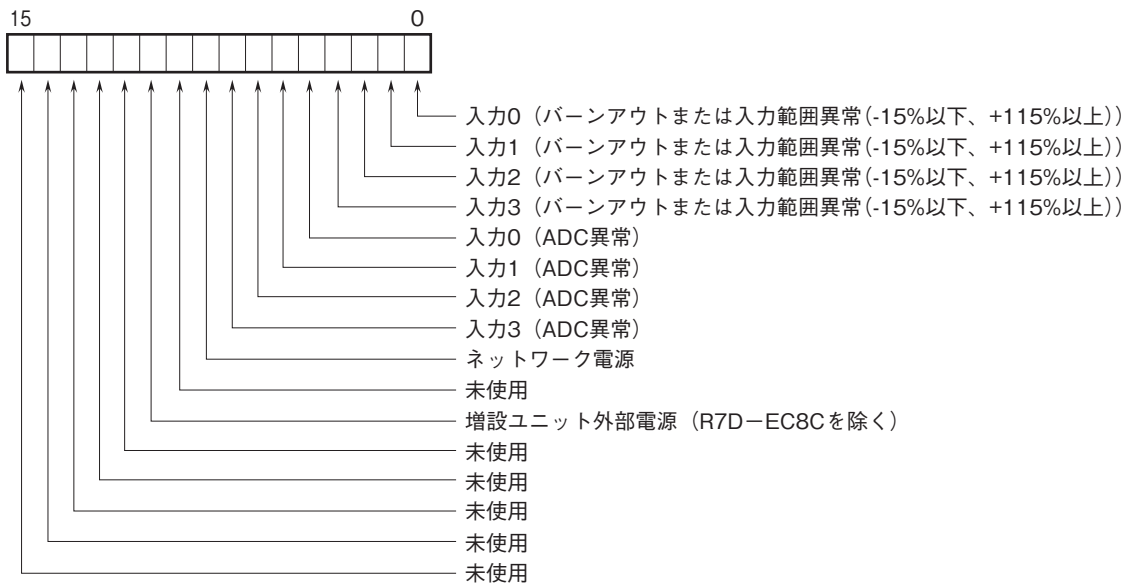 15 0
入力0（バーンアウトまたは入力範囲異常(-15%以下、+115%以上)）
入力1（バーンアウトまたは入力範囲異常(-15%以下、+115%以上)）
入力2（バーンアウトまたは入力範囲異常(-15%以下、+115%以上)）
入力3（バーンアウトまたは入力範囲異常(-15%以下、+115%以上)）
入力0（ADC異常）
入力1（ADC異常）
入力2（ADC異常）
入力3（ADC異常）
ネットワーク電源
未使用
増設ユニット外部電源（R7D－EC8Cを除く）
未使用
未使用
未使用
未使用
未使用